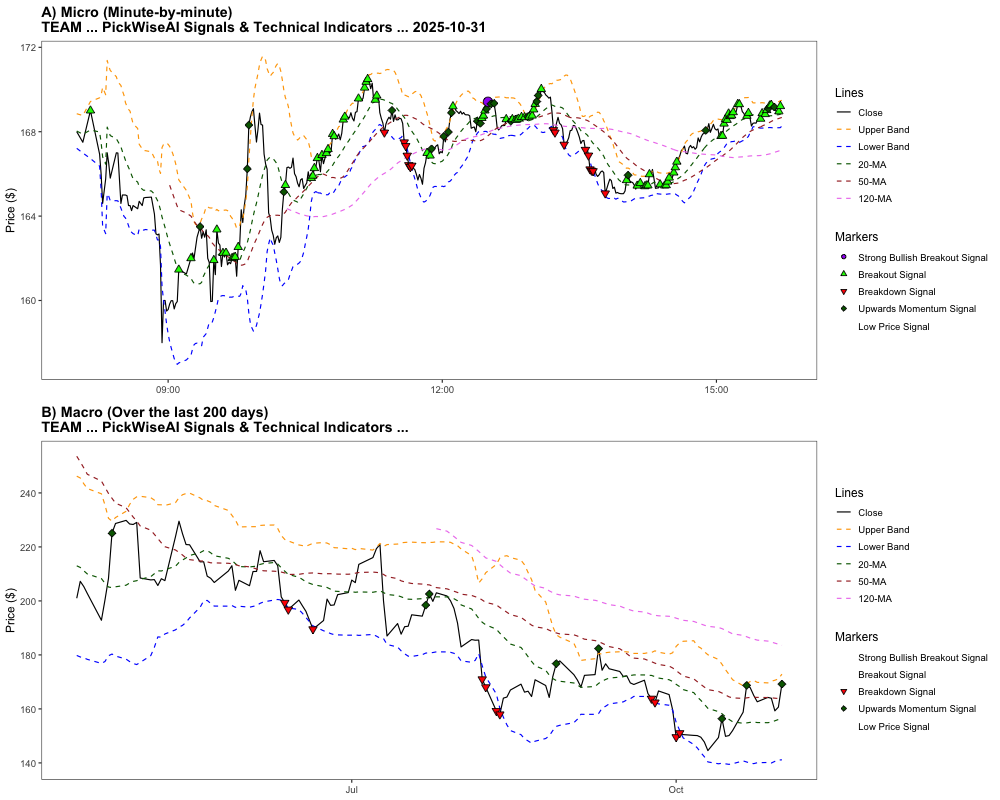 A) Micro (Minute-by-minute)
TEAM ... PickWiseAI Signals & Technical Indicators ... 2025-10-31
Price ($)
172
168
164
160
09:00
12:00
15:00
Lines
Close
Upper Band
Lower Band
20-MA
50-MA
120-MA
Markers
Strong Bullish Breakout Signal
Breakout Signal
Breakdown Signal
Upwards Momentum Signal
Low Price Signal
B) Macro (Over the last 200 days)
TEAM ... PickWiseAI Signals & Technical Indicators ...
Price ($)
240
220
200
180
160
140
Jul
Oct
Lines
Close
Upper Band
Lower Band
20-MA
50-MA
120-MA
Markers
Strong Bullish Breakout Signal
Breakout Signal
Breakdown Signal
Upwards Momentum Signal
Low Price Signal